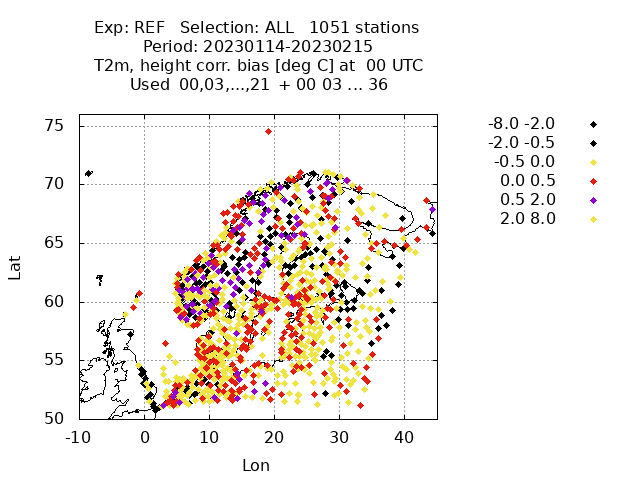 Exp: REF   Selection: ALL   1051 stations
Period: 20230114-20230215
T2m, height corr. bias [deg C] at  00 UTC
Used  00,03,...,21  + 00 03 ... 36
-8.0 -2.0
-2.0 -0.5
-0.5 0.0
0.0 0.5
0.5 2.0
2.0 8.0
75
70
65
60
55
50
Lat
-10 0 10 20 30 40
Lon